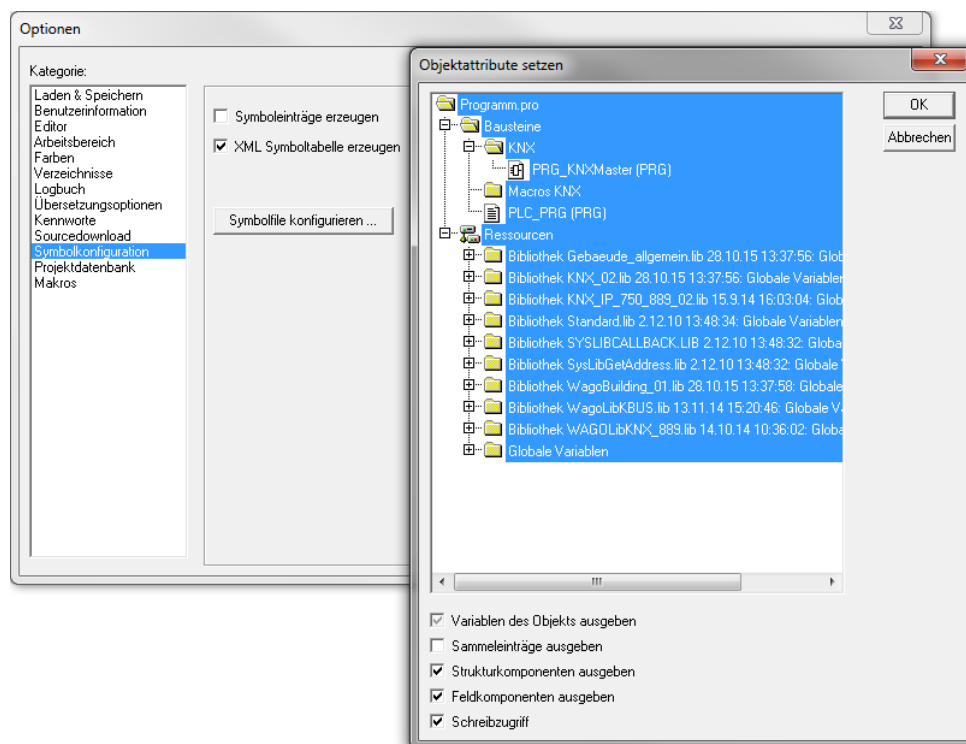 Optionen
Kategorie:
Laden & Speichern
Benutzerinformation
Editor
Arbeitsbereich
Farben
Verzeichnisse
Logbuch
Übersetzungsoptionen
Kennworte
Sourcedownload
Symbolkonfiguration
Projektdatenbank
Makros
Symboleinträge erzeugen
XML Symboltabelle erzeugen
Symbolfile konfigurieren ...
Objektattribute setzen
Programm.pro
Bausteine
KNX
PRG_KNXMaster (PRG)
Macros KNX
PLC_PRG (PRG)
Ressourcen
Bibliothek Gebaeude_allgemein.lib 28.10.15 13:37:56: Glob
Bibliothek KNX_02.lib 28.10.15 13:37:56: Globale Variablen
Bibliothek KNX_IP_750_889_02.lib 15.9.14 16:03:04: Glob
Bibliothek Standard.lib 2.12.10 13:48:34: Globale Variablen
Bibliothek SYSLIBCALLBACK.LIB 2.12.10 13:48:32: Globa
Bibliothek SysLibGetAddress.lib 2.12.10 13:48:32: Globale
Bibliothek WagoBuilding_01.lib 28.10.15 13:37:58: Globale
Bibliothek WagoLibKBUS.lib 13.11.14 15:20:46: Globale V
Bibliothek WAGOLibKNX_889.lib 14.10.14 10:36:02: Globa
Globale Variablen
OK
Abbrechen
Variablen des Objekts ausgeben
Sammeleinträge ausgeben
Strukturkomponenten ausgeben
Feldkomponenten ausgeben
Schreibzugriff